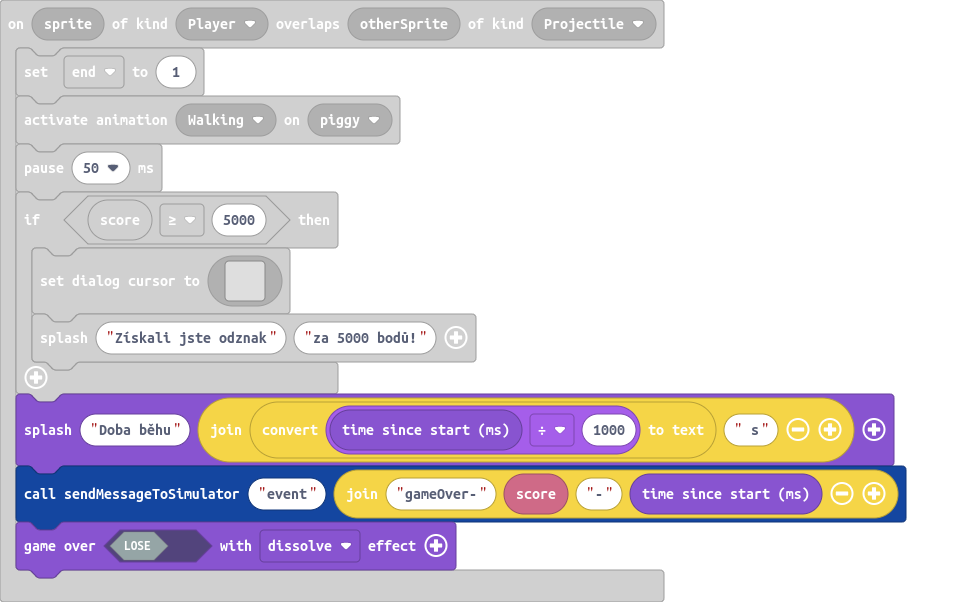 on sprite of kind Player overlaps otherSprite of kind Projectile
set end to 1
activate animation Walking on piggy
pause 50 ms
if score ≥ 5000 then
set dialog cursor to
splash "Získali jste odznak" "za 5000 bodů!"
splash "Doba běhu" join convert time since start (ms) ÷ 1000 to text " s"
call sendMessageToSimulator "event" join "gameOver-" score "-" time since start (ms)
game over LOSE with dissolve effect